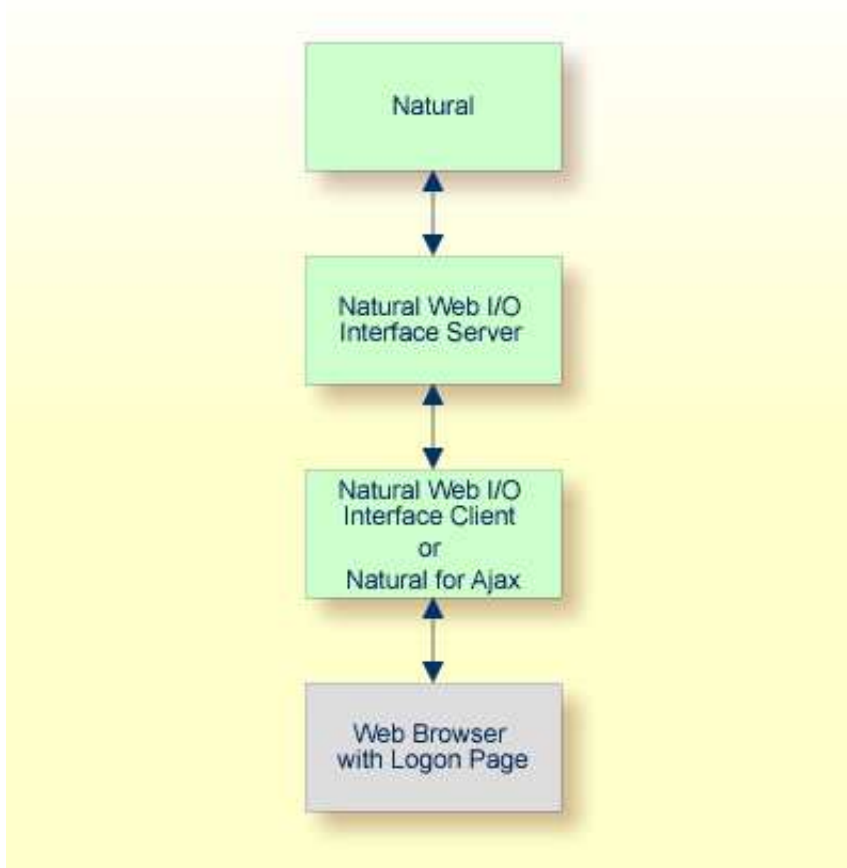 Natural
Natural Web I/O
Interface Server
Natural Web I/O
Interface Client
or
Natural for Ajax
Web Browser
with Logon Page